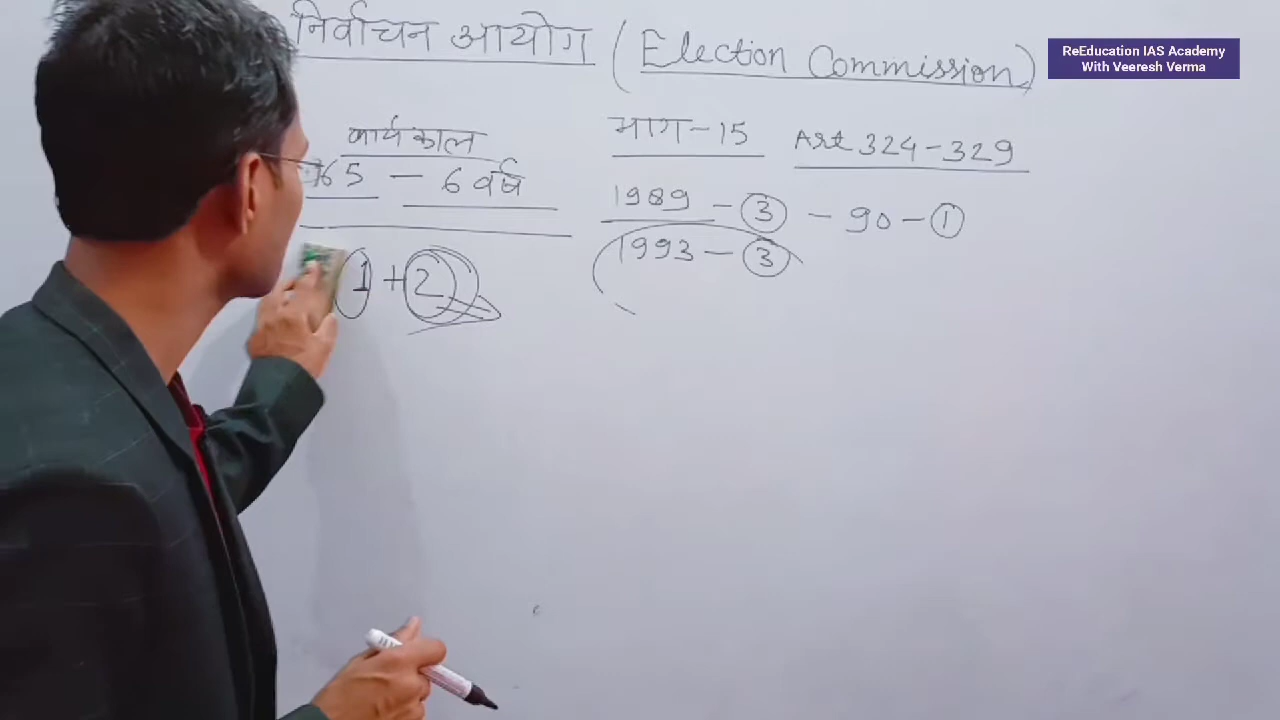 निर्वाचन आयोग (Election Commission)
ReEducation IAS Academy
With Veeresh Verma
कार्यकाल
भाग-15
Art 324-329
65 - 6 वर्ष
1989 - 3 - 90 - 1
1993 - 3
1 + 2